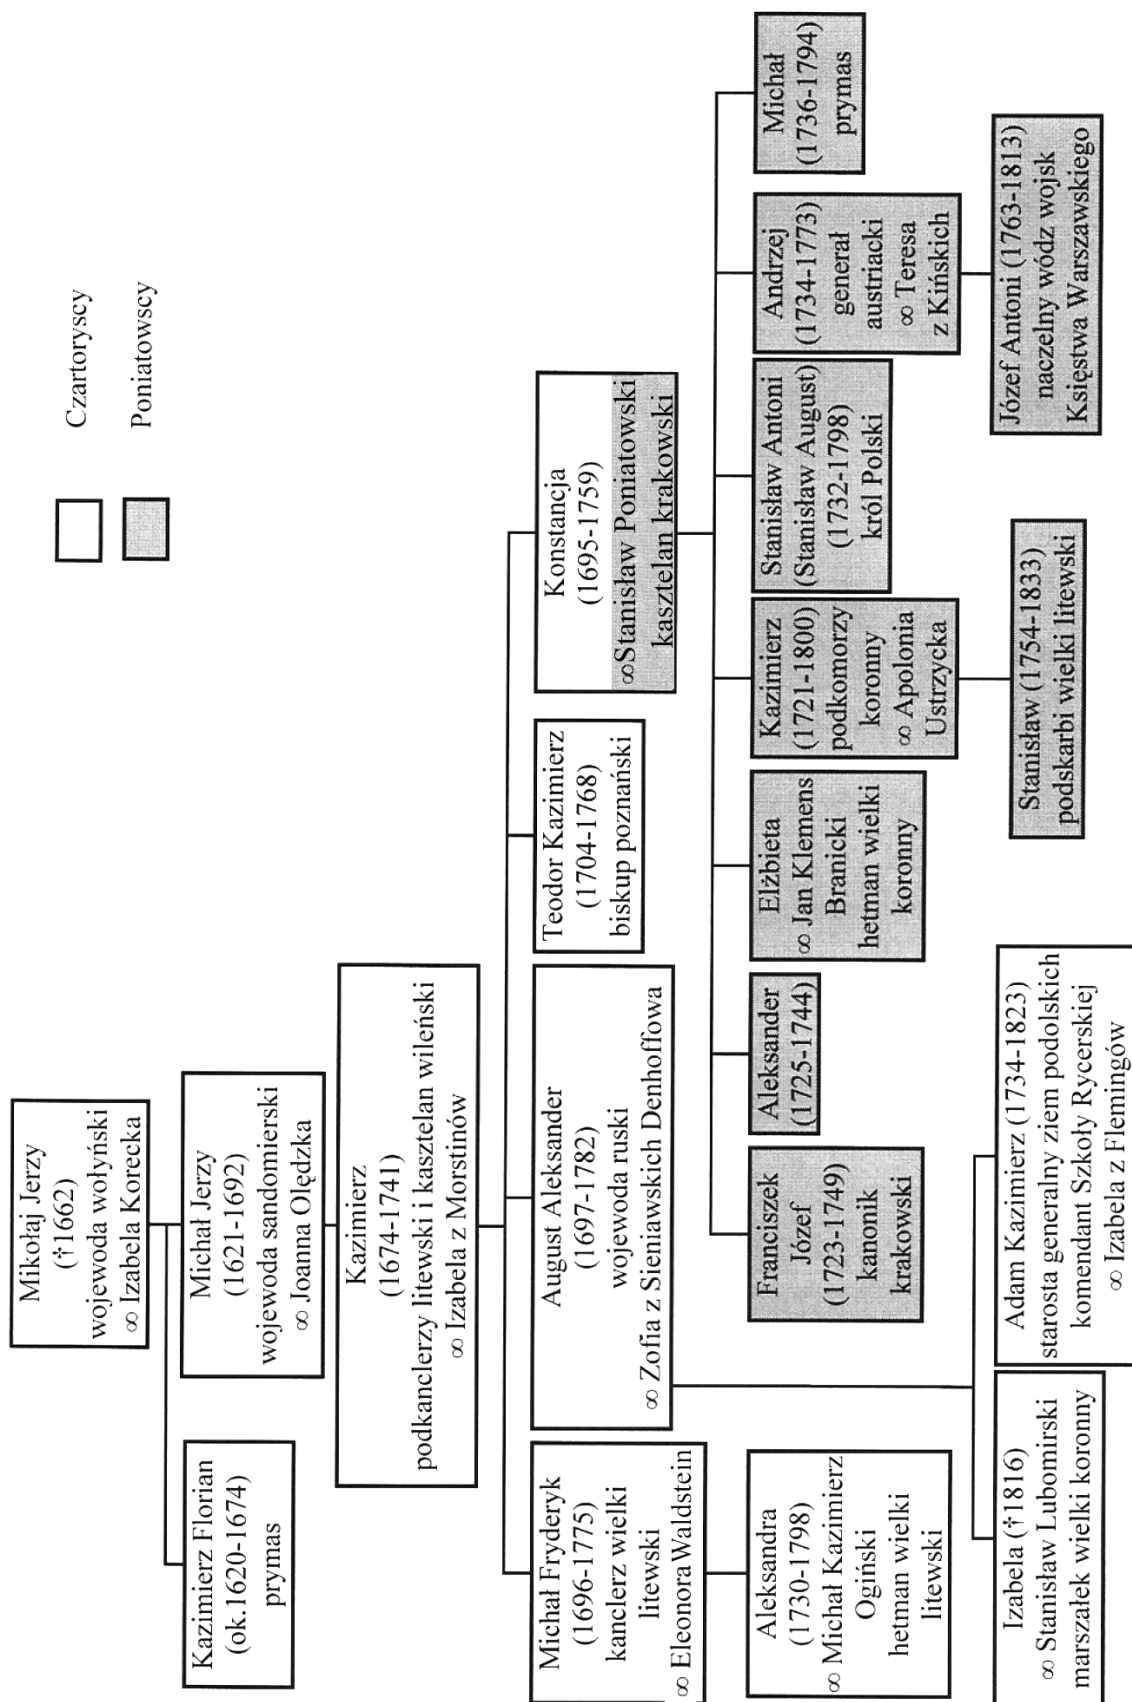 Czartoryscy
Poniatowscy
Mikołaj Jerzy
(†1662)
wojewoda wołyński
∞ Izabela Korecka
Kazimierz Florian
(ok.1620-1674)
prymas
Michał Jerzy
(1621-1692)
wojewoda sandomierski
∞ Joanna Olędzka
Kazimierz
(1674-1741)
podkanclerzy litewski i kasztelan wileński
∞ Izabela z Morstinów
Michał Fryderyk
(1696-1775)
kanclerz wielki
litewski
∞ Eleonora Waldstein
August Aleksander
(1697-1782)
wojewoda ruski
∞ Zofia z Sieniawskich Denhoffowa
Teodor Kazimierz
(1704-1768)
biskup poznański
Konstancja
(1695-1759)
∞Stanisław Poniatowski
kasztelan krakowski
Aleksandra
(1730-1798)
∞ Michał Kazimierz
Ogiński
hetman wielki
litewski
Franciszek
Józef
(1723-1749)
kanonik
krakowski
Aleksander
(1725-1744)
Elżbieta
∞ Jan Klemens
Branicki
hetman wielki
koronny
Kazimierz
(1721-1800)
podkomorzy
koronny
∞ Apolonia
Ustrzycka
Stanisław Antoni
(Stanisław August)
(1732-1798)
król Polski
Andrzej
(1734-1773)
generał
austriacki
∞ Teresa
z Kińskich
Michał
(1736-1794)
prymas
Izabela (†1816)
∞ Stanisław Lubomirski
marszałek wielki koronny
Adam Kazimierz (1734-1823)
starosta generalny ziem podolskich
komendant Szkoły Rycerskiej
∞ Izabela z Flemingów
Stanisław (1754-1833)
podskarbi wielki litewski
Józef Antoni (1763-1813)
naczelny wódz wojsk
Księstwa Warszawskiego